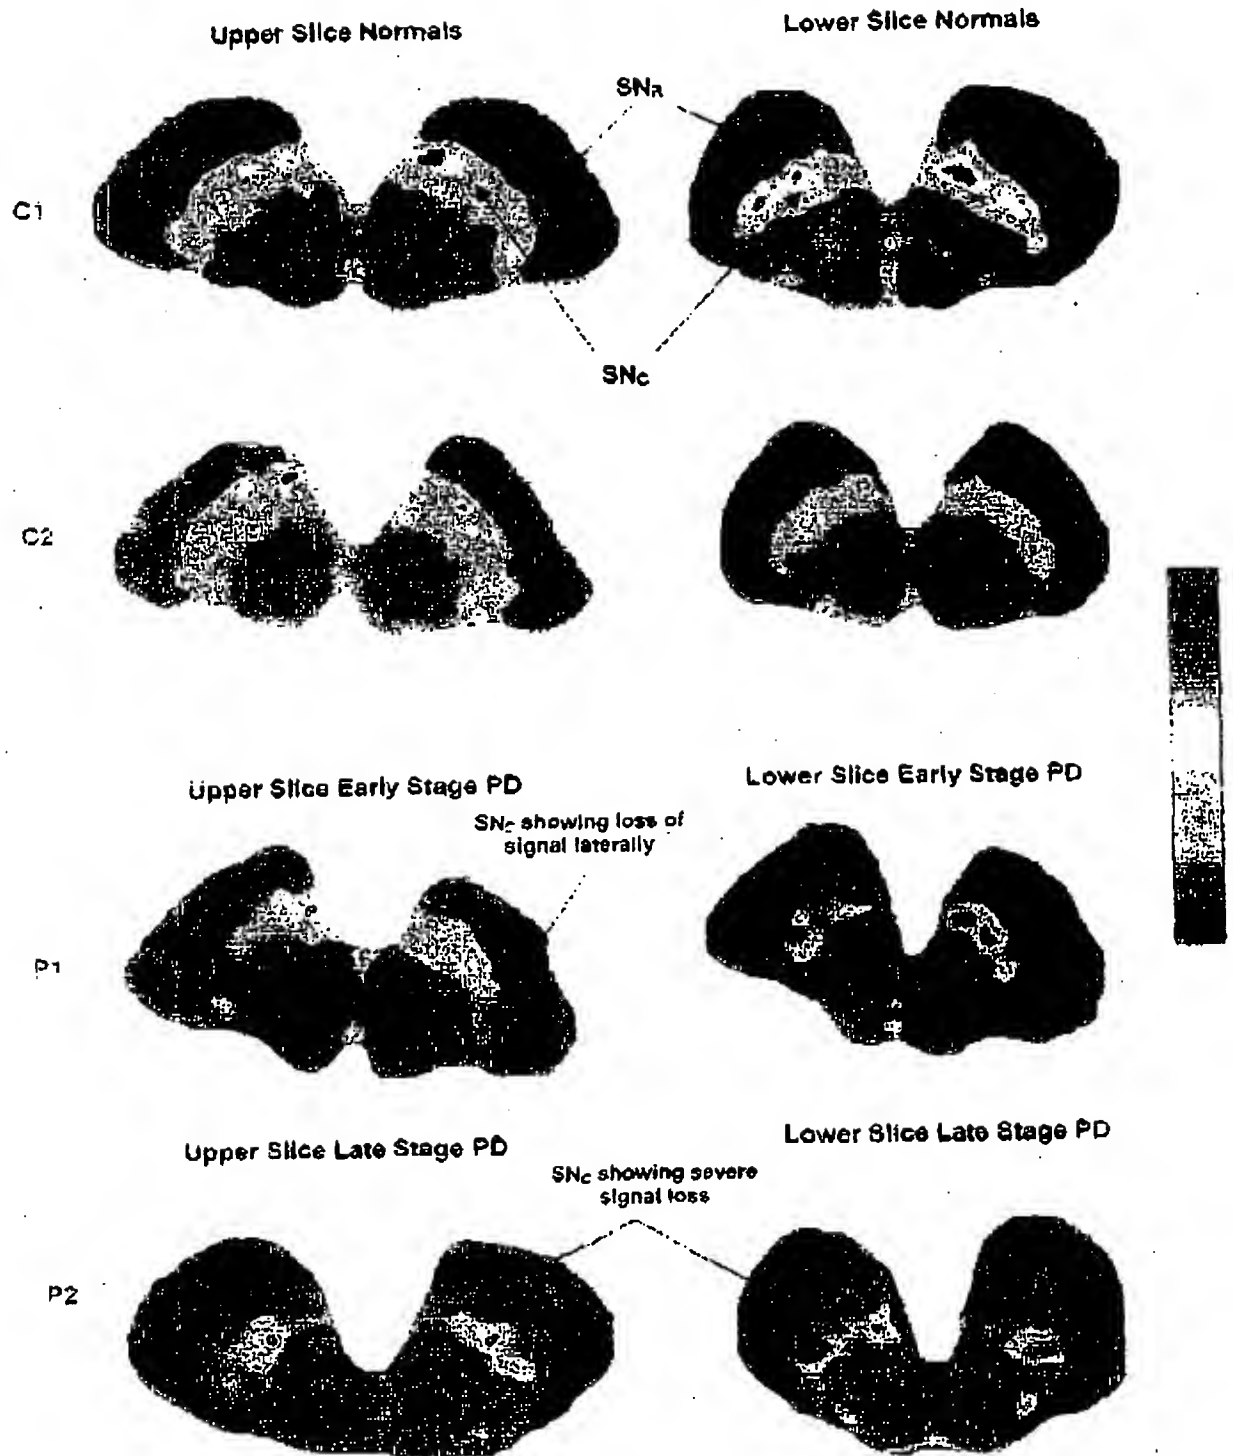 Upper Slice Normals
Lower Slice Normals
SNR
C1
SNC
C2
Upper Slice Early Stage PD
Lower Slice Early Stage PD
SNC showing loss of
signal laterally
P1
Upper Slice Late Stage PD
Lower Slice Late Stage PD
SNC showing severe
signal loss
P2